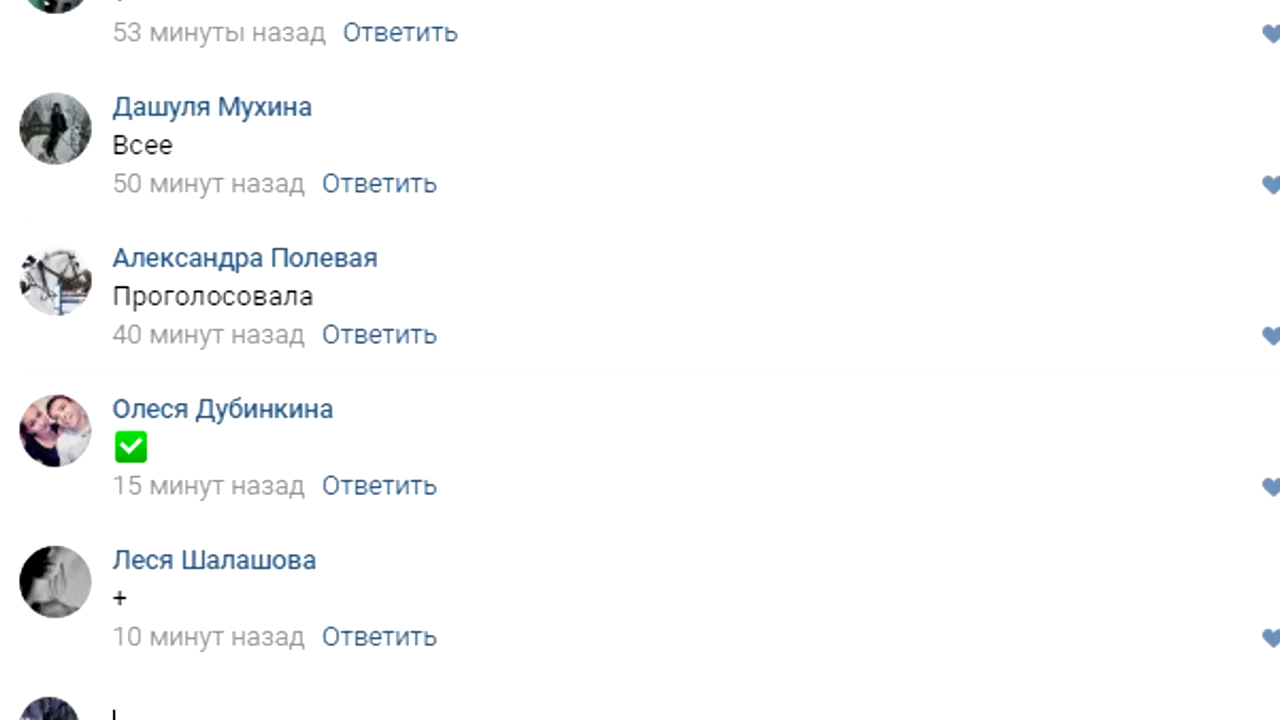 53 минуты назад Ответить
Дашуля Мухина
Всее
50 минут назад Ответить
Александра Полевая
Проголосовала
40 минут назад Ответить
Олеся Дубинкина
✅
15 минут назад Ответить
Леся Шалашова
+
10 минут назад Ответить